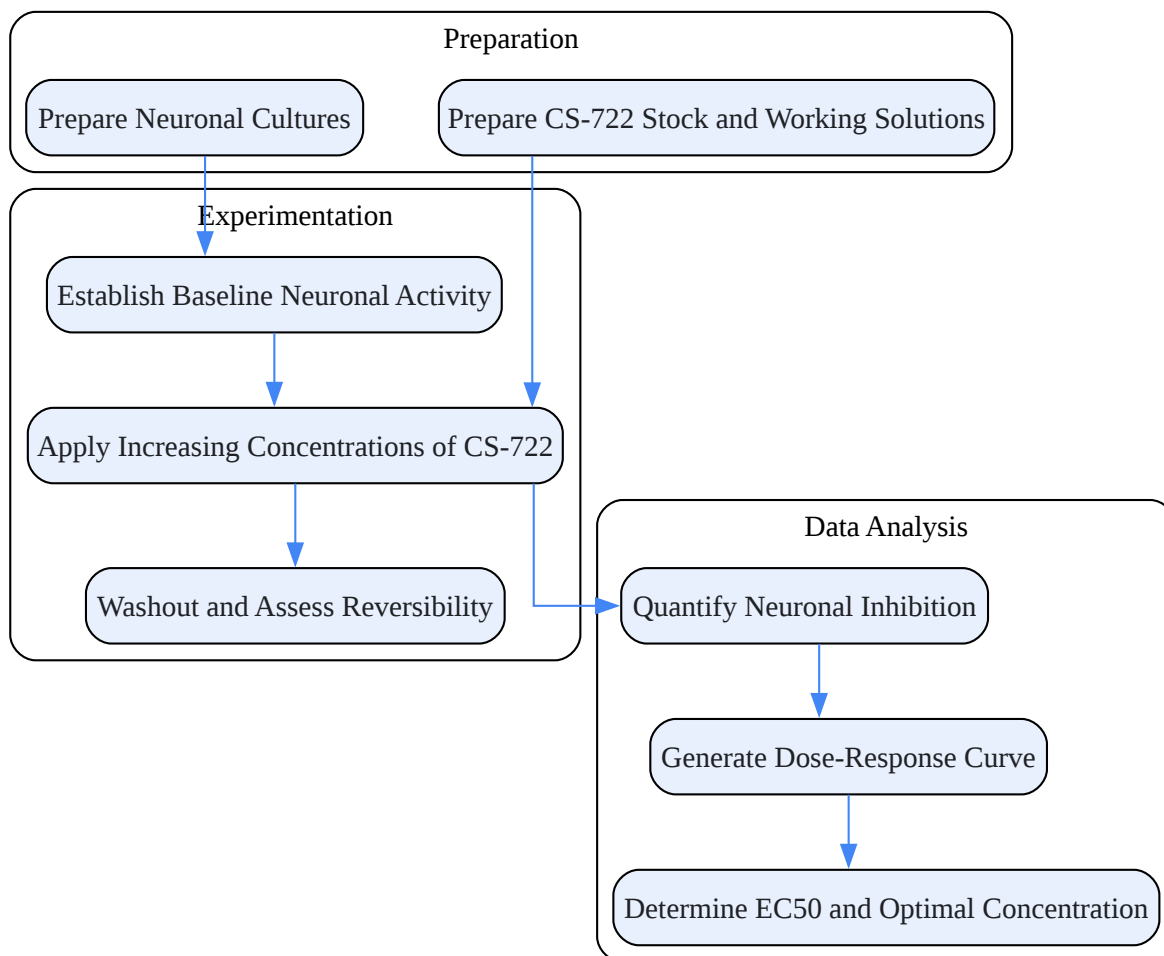 Preparation
Prepare Neuronal Cultures
Prepare CS-722 Stock and Working Solutions
Experimentation
Establish Baseline Neuronal Activity
Apply Increasing Concentrations of CS-722
Washout and Assess Reversibility
Data Analysis
Quantify Neuronal Inhibition
Generate Dose-Response Curve
Determine EC50 and Optimal Concentration